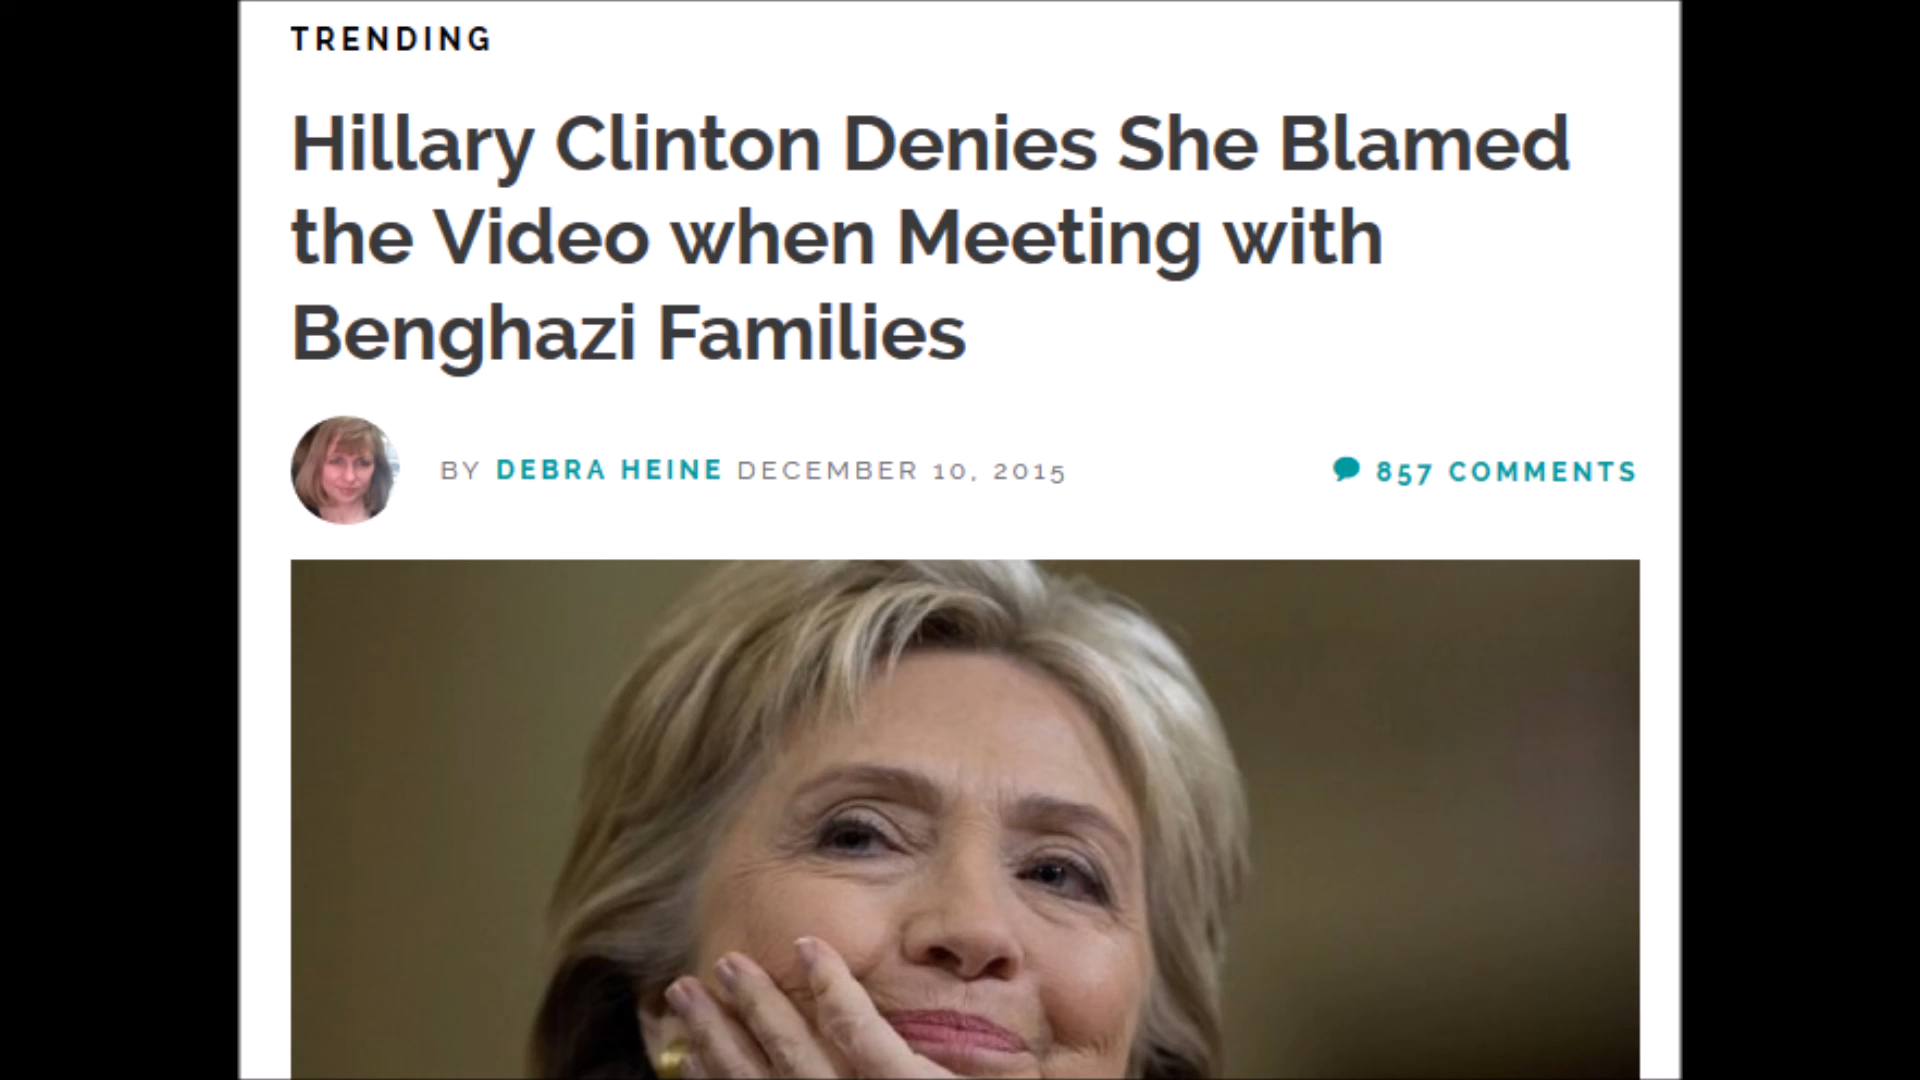 TRENDING
Hillary Clinton Denies She Blamed
the Video when Meeting with
Benghazi Families
BY DEBRA HEINE DECEMBER 10, 2015
857 COMMENTS